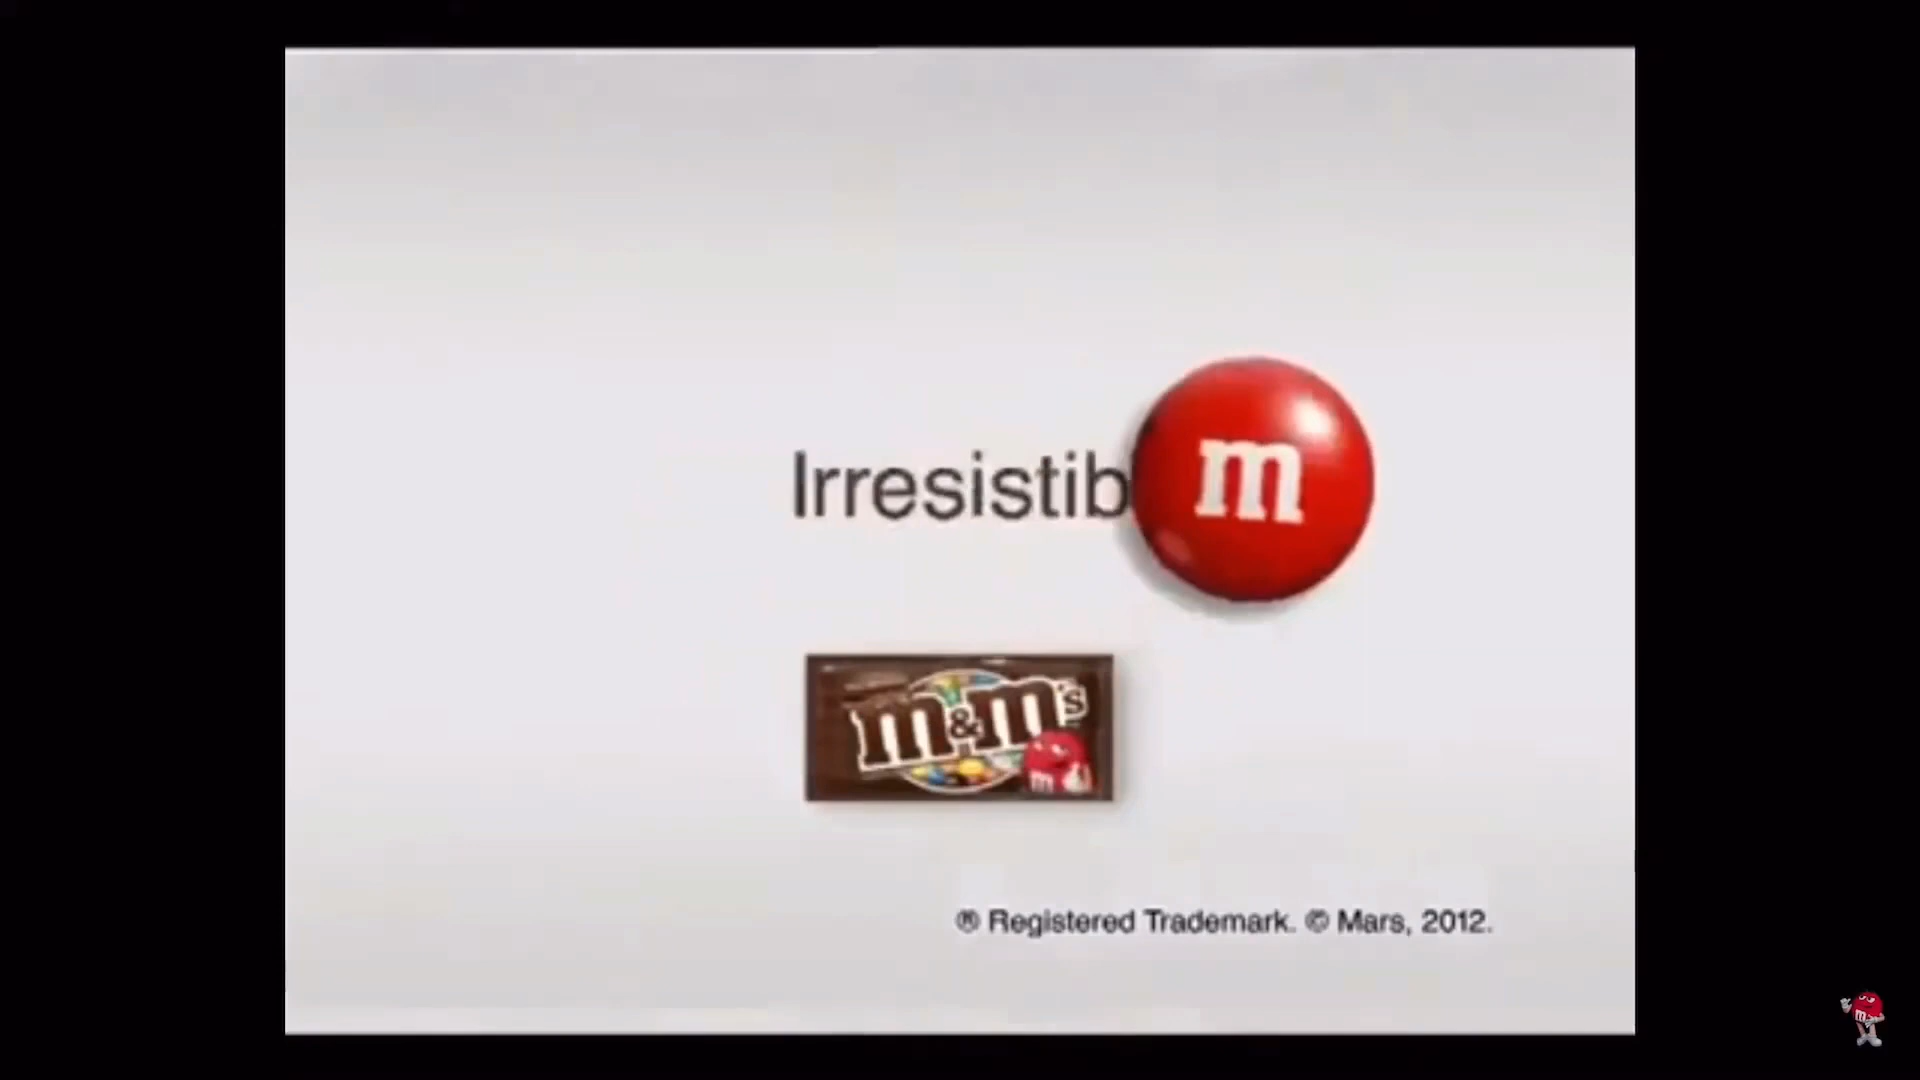 Irresistib
m
m&m's
m
® Registered Trademark. © Mars, 2012.
m